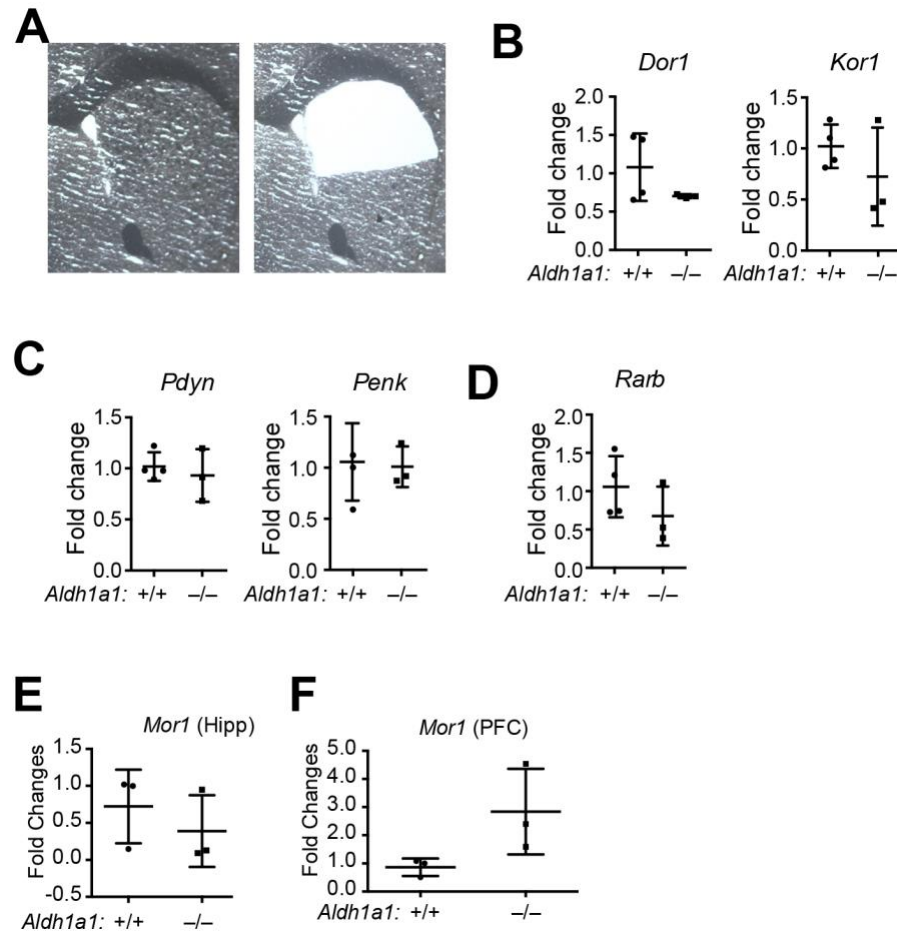 A
B
Dor1
Fold change
2.0
1.5
1.0
0.5
0.0
Aldh1a1: +/+ –/–
Kor1
Fold change
1.5
1.0
0.5
0.0
Aldh1a1: +/+ –/–
C
Pdyn
Fold change
1.5
1.0
0.5
0.0
Aldh1a1: +/+ –/–
Penk
Fold change
1.5
1.0
0.5
0.0
Aldh1a1: +/+ –/–
D
Rarb
Fold change
2.0
1.5
1.0
0.5
0.0
Aldh1a1: +/+ –/–
E
Mor1 (Hipp)
Fold Changes
1.5
1.0
0.5
0.0
-0.5
Aldh1a1: +/+ –/–
F
Mor1 (PFC)
Fold Changes
5.0
4.0
3.0
2.0
1.0
0.0
Aldh1a1: +/+ –/–